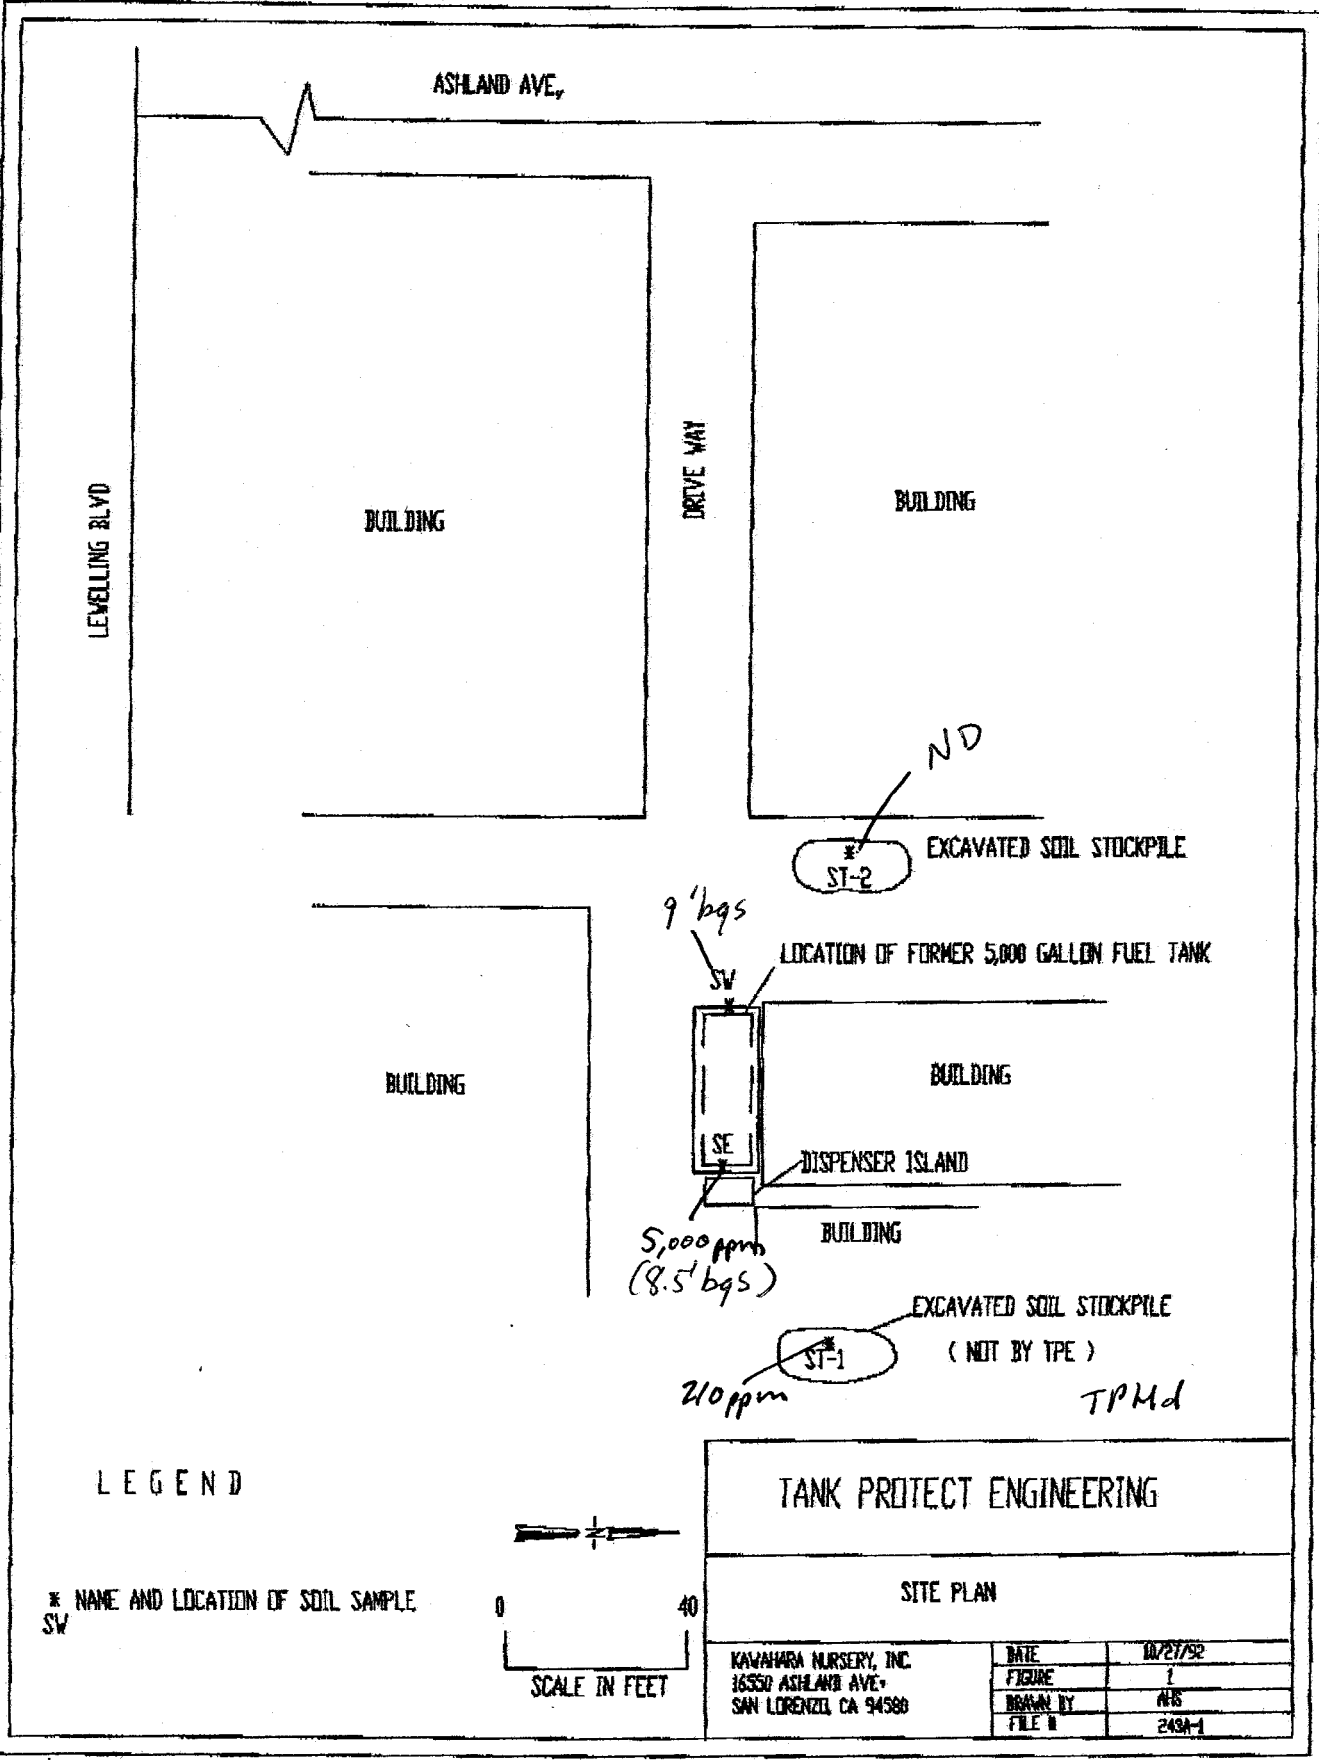 ASHLAND AVE,
LEWELLING BLVD
BUILDING
DRIVE WAY
BUILDING
ND
EXCAVATED SOIL STOCKPILE
*
ST-2
9' bgs
LOCATION OF FORMER 5,000 GALLON FUEL TANK
SW
*
BUILDING
BUILDING
SE
*
DISPENSER ISLAND
BUILDING
5,000 ppm
(8.5' bgs)
EXCAVATED SOIL STOCKPILE
( NOT BY TPE )
*
ST-1
210 ppm
TPHd
LEGEND
TANK PROTECT ENGINEERING
Z
SITE PLAN
* NAME AND LOCATION OF SOIL SAMPLE
SW
0 40
SCALE IN FEET
KAWAHARA NURSERY, INC.
16550 ASHLAND AVE,
SAN LORENZO, CA 94580
DATE 10/27/92
FIGURE 1
DRAWN BY AHS
FILE # 243A-1